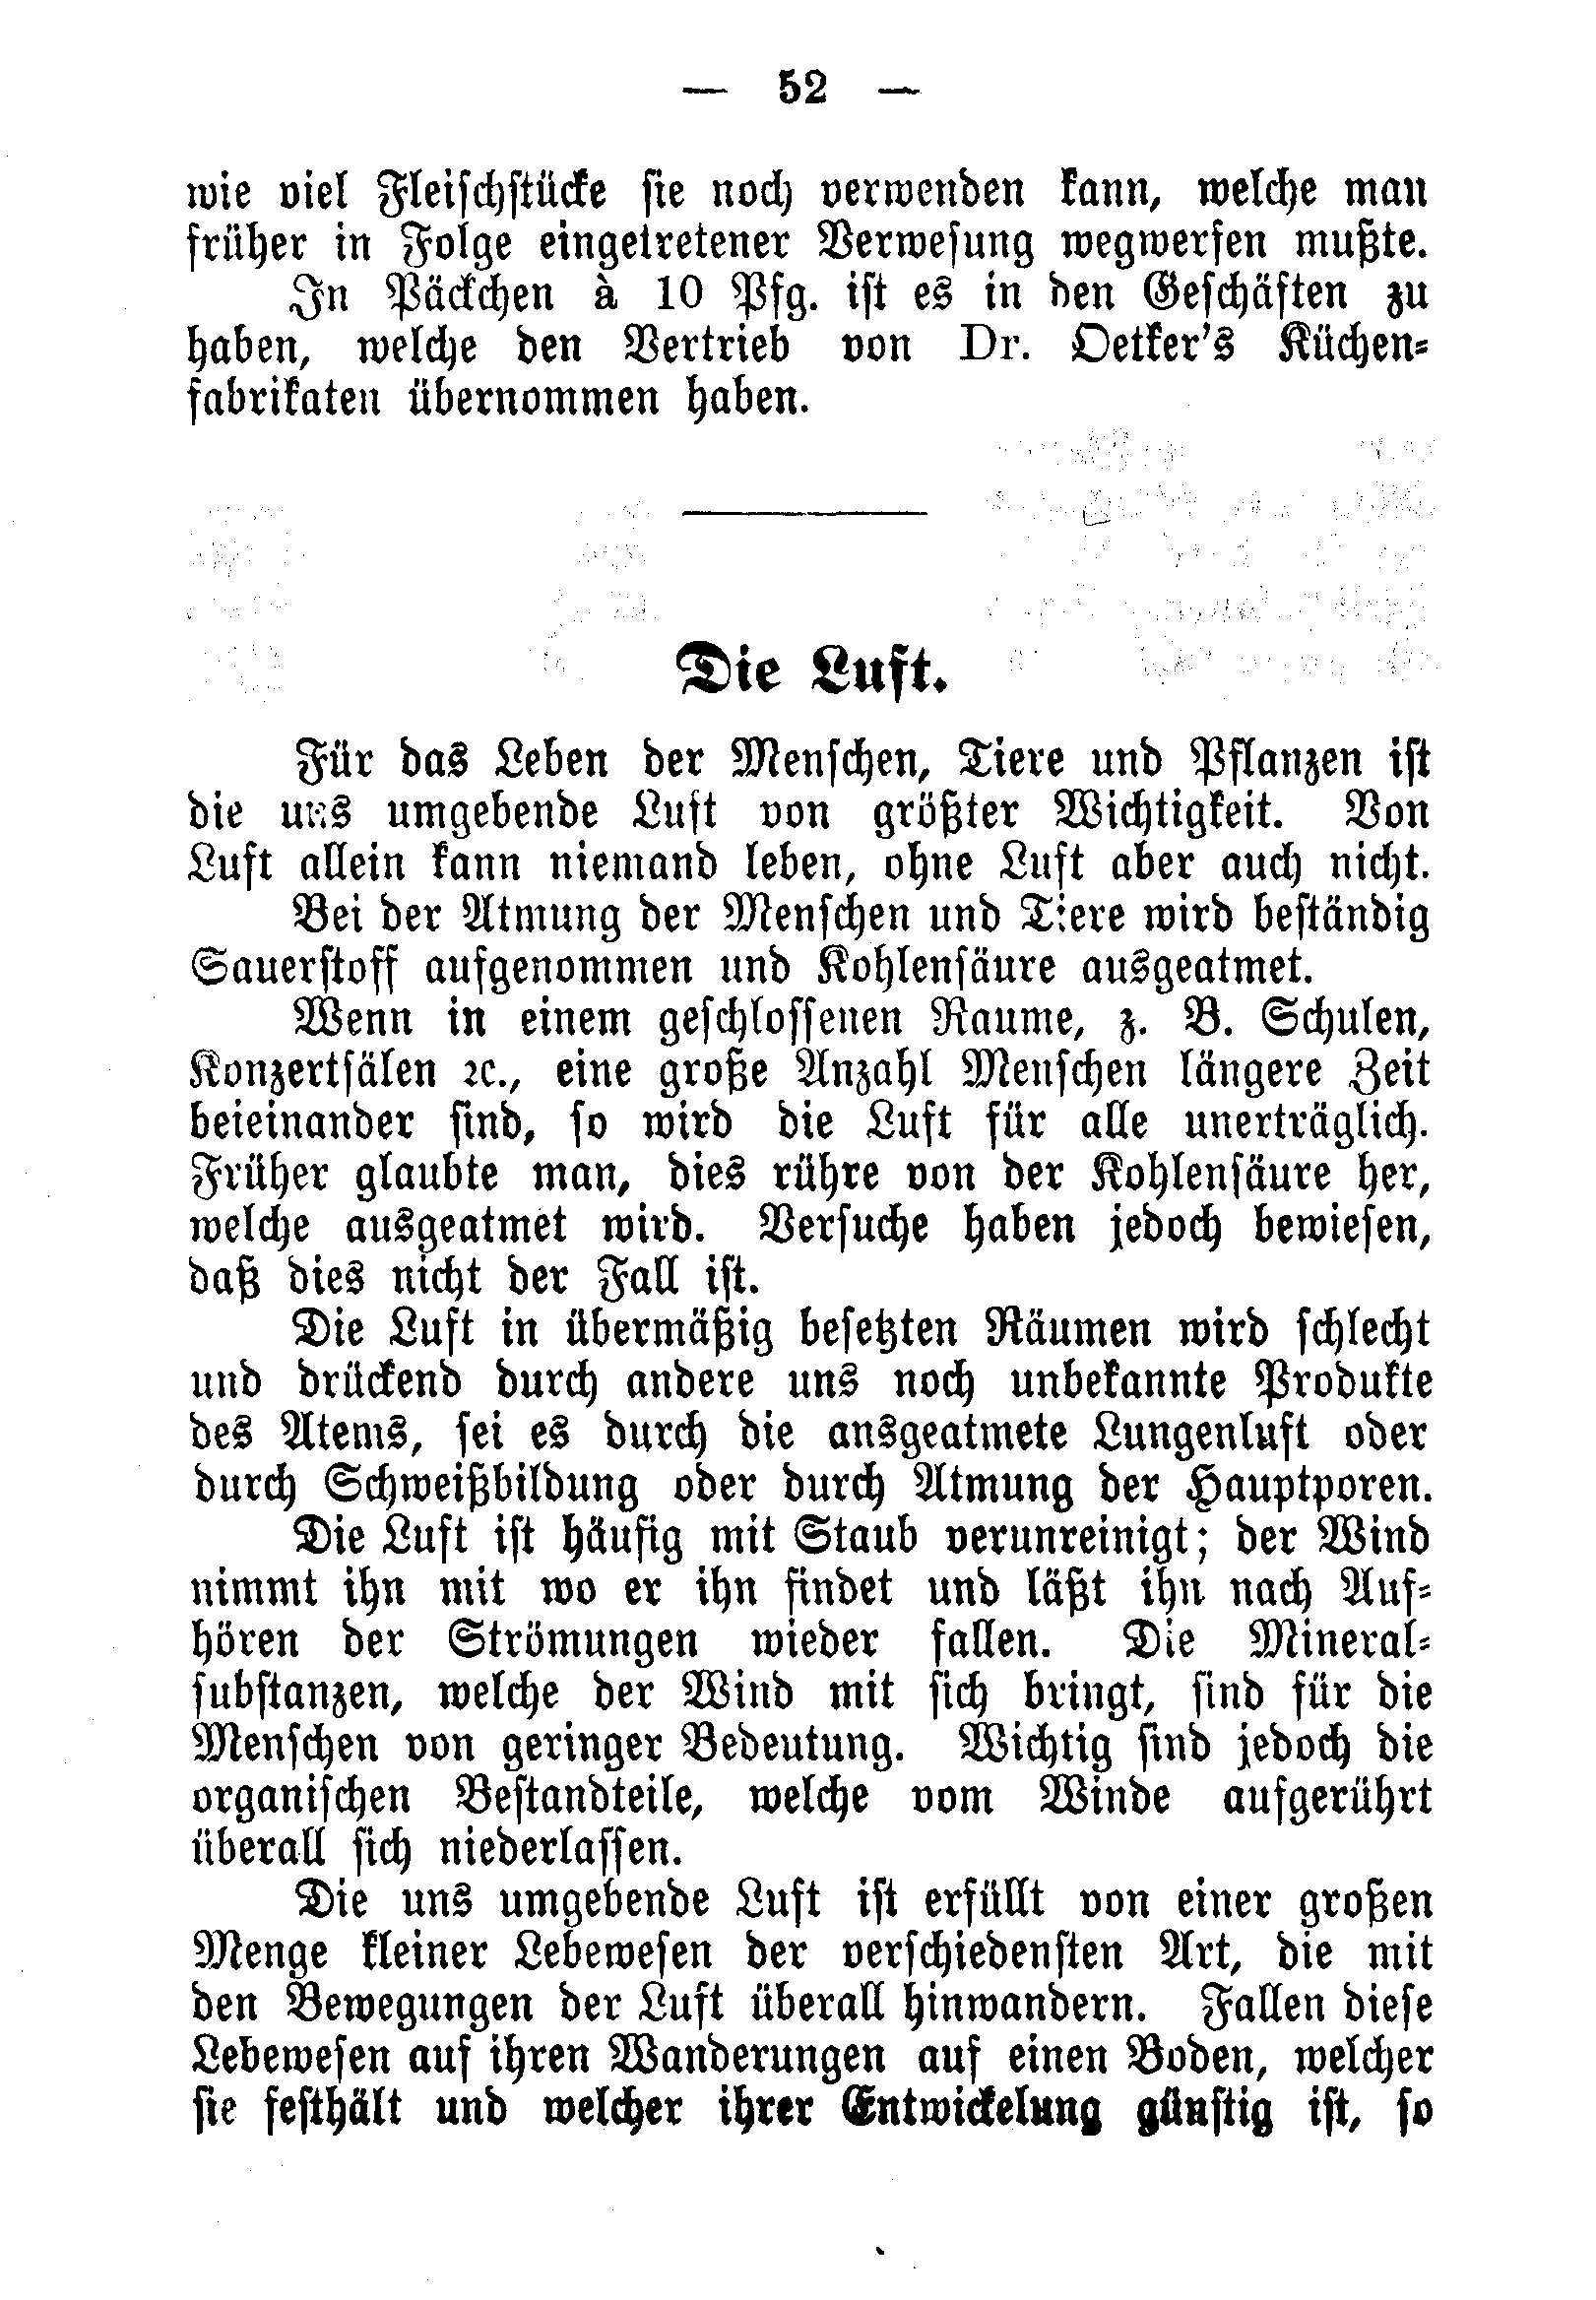 — 52 —
wie viel Fleischstücke sie noch verwenden kann, welche man
früher in Folge eingetretener Verwesung wegwerfen mußte.
In Päckchen à 10 Pfg. ist es in den Geschäften zu
haben, welche den Vertrieb von Dr. Oetker's Küchen-
fabrikaten übernommen haben.
Die Luft.
Für das Leben der Menschen, Tiere und Pflanzen ist
die uns umgebende Luft von größter Wichtigkeit. Von
Luft allein kann niemand leben, ohne Luft aber auch nicht.
Bei der Atmung der Menschen und Tiere wird beständig
Sauerstoff aufgenommen und Kohlensäure ausgeatmet.
Wenn in einem geschlossenen Raume, z. B. Schulen,
Konzertsälen ꝛc., eine große Anzahl Menschen längere Zeit
beieinander sind, so wird die Luft für alle unerträglich.
Früher glaubte man, dies rühre von der Kohlensäure her,
welche ausgeatmet wird. Versuche haben jedoch bewiesen,
daß dies nicht der Fall ist.
Die Luft in übermäßig besetzten Räumen wird schlecht
und drückend durch andere uns noch unbekannte Produkte
des Atems, sei es durch die ansgeatmete Lungenluft oder
durch Schweißbildung oder durch Atmung der Hauptporen.
Die Luft ist häufig mit Staub verunreinigt; der Wind
nimmt ihn mit wo er ihn findet und läßt ihn nach Auf-
hören der Strömungen wieder fallen. Die Mineral-
substanzen, welche der Wind mit sich bringt, sind für die
Menschen von geringer Bedeutung. Wichtig sind jedoch die
organischen Bestandteile, welche vom Winde aufgerührt
überall sich niederlassen.
Die uns umgebende Luft ist erfüllt von einer großen
Menge kleiner Lebewesen der verschiedensten Art, die mit
den Bewegungen der Luft überall hinwandern. Fallen diese
Lebewesen auf ihren Wanderungen auf einen Boden, welcher
sie festhält und welcher ihrer Entwickelung günstig ist, so